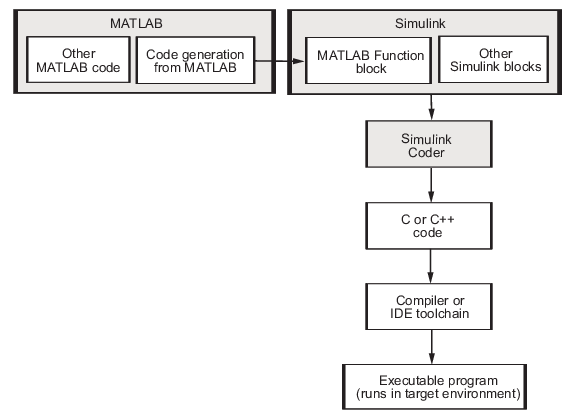 MATLAB
Other
MATLAB code
Code generation
from MATLAB
Simulink
MATLAB Function
block
Other
Simulink blocks
Simulink
Coder
C or C++
code
Compiler or
IDE toolchain
Executable program
(runs in target environment)